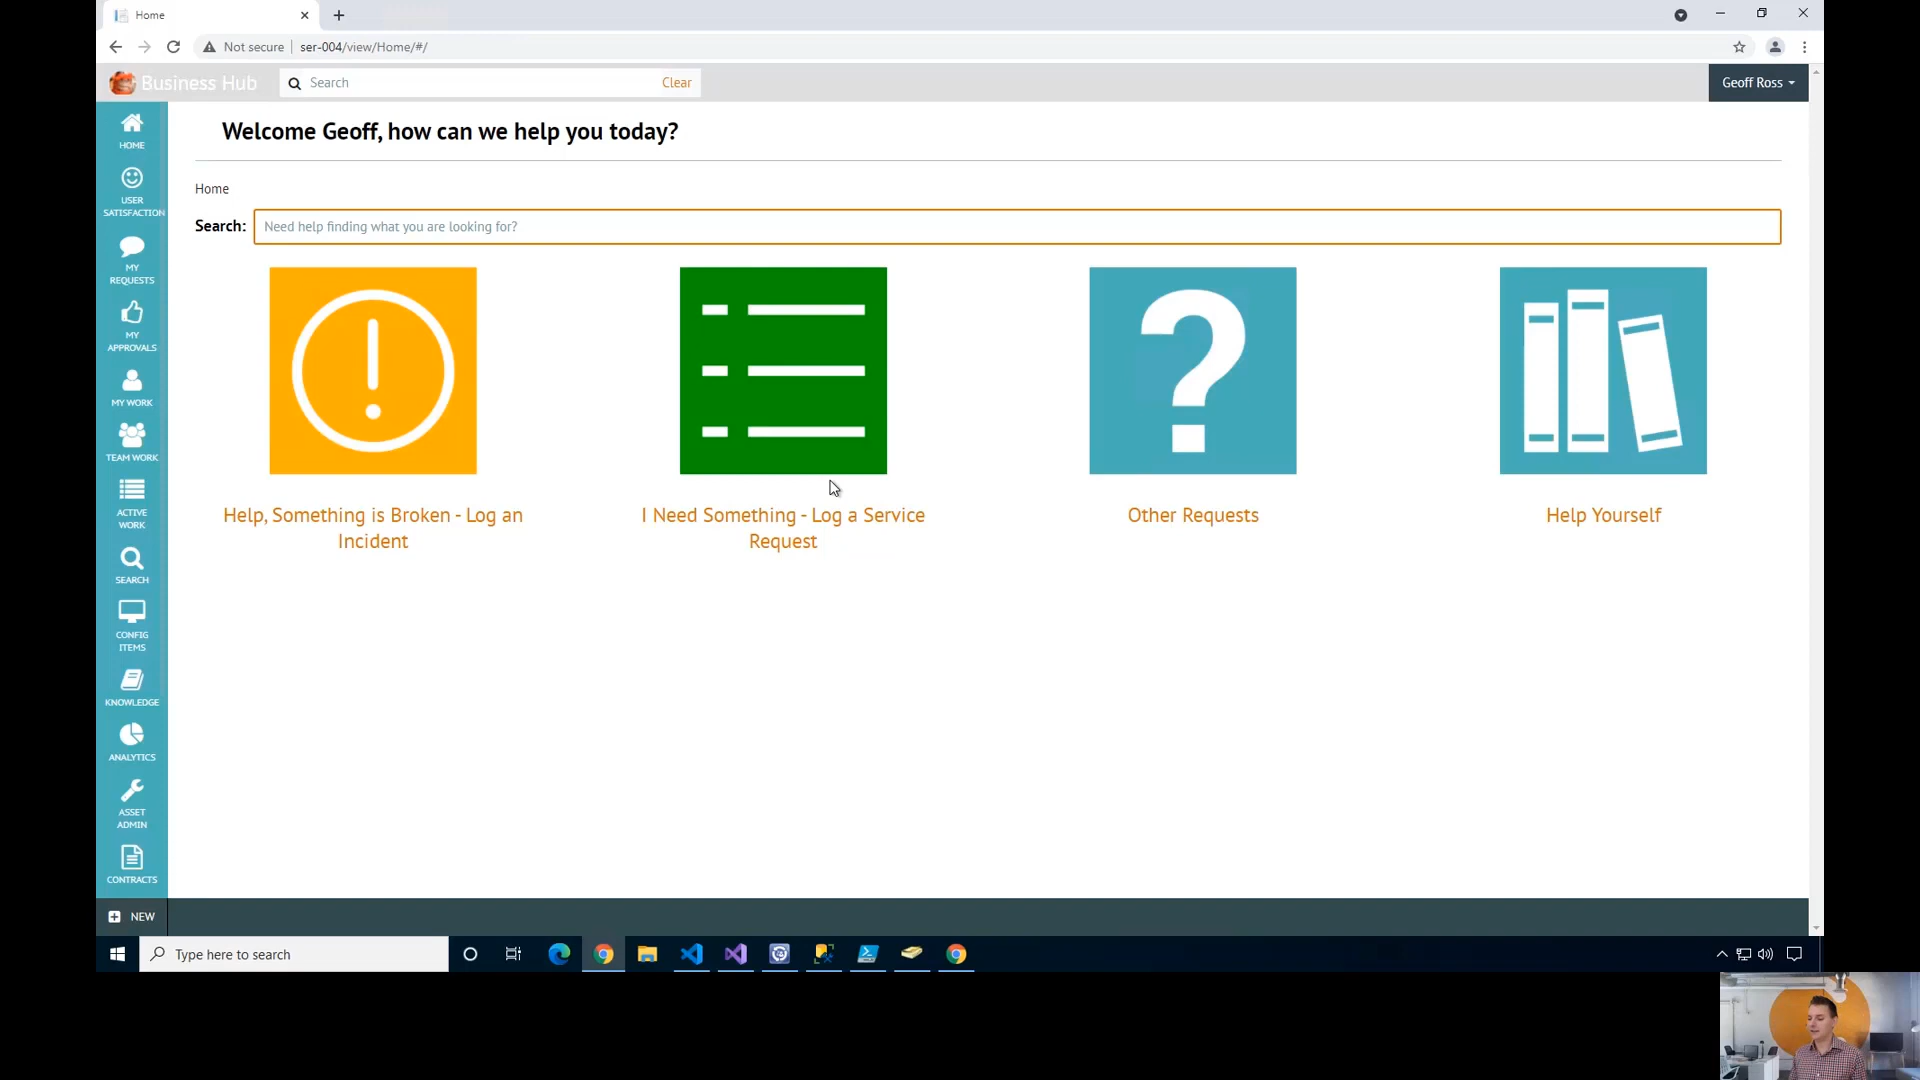 Home
Not secure
ser-004/view/Home/#/
Business Hub
Search
Clear
Geoff Ross
HOME
USER
SATISFACTION
MY
REQUESTS
MY
APPROVALS
MY WORK
TEAM WORK
ACTIVE
WORK
SEARCH
CONFIG
ITEMS
KNOWLEDGE
ANALYTICS
ASSET
ADMIN
CONTRACTS
NEW
Welcome Geoff, how can we help you today?
Home
Search: Need help finding what you are looking for?
Help, Something is Broken - Log an
Incident
I Need Something - Log a Service
Request
Other Requests
Help Yourself
Type here to search